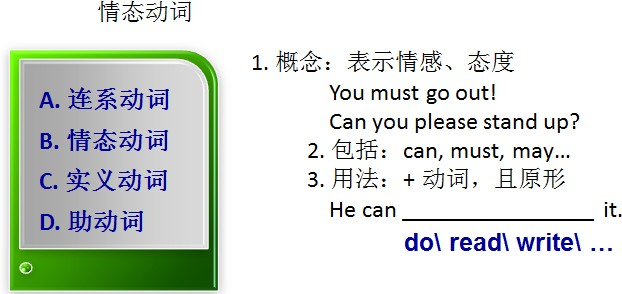 情态动词
A. 连系动词
B. 情态动词
C. 实义动词
D. 助动词
1. 概念：表示情感、态度
You must go out!
Can you please stand up?
2. 包括：can, must, may…
3. 用法：+ 动词，且原形
He can ________________ it.
do\ read\ write\ …